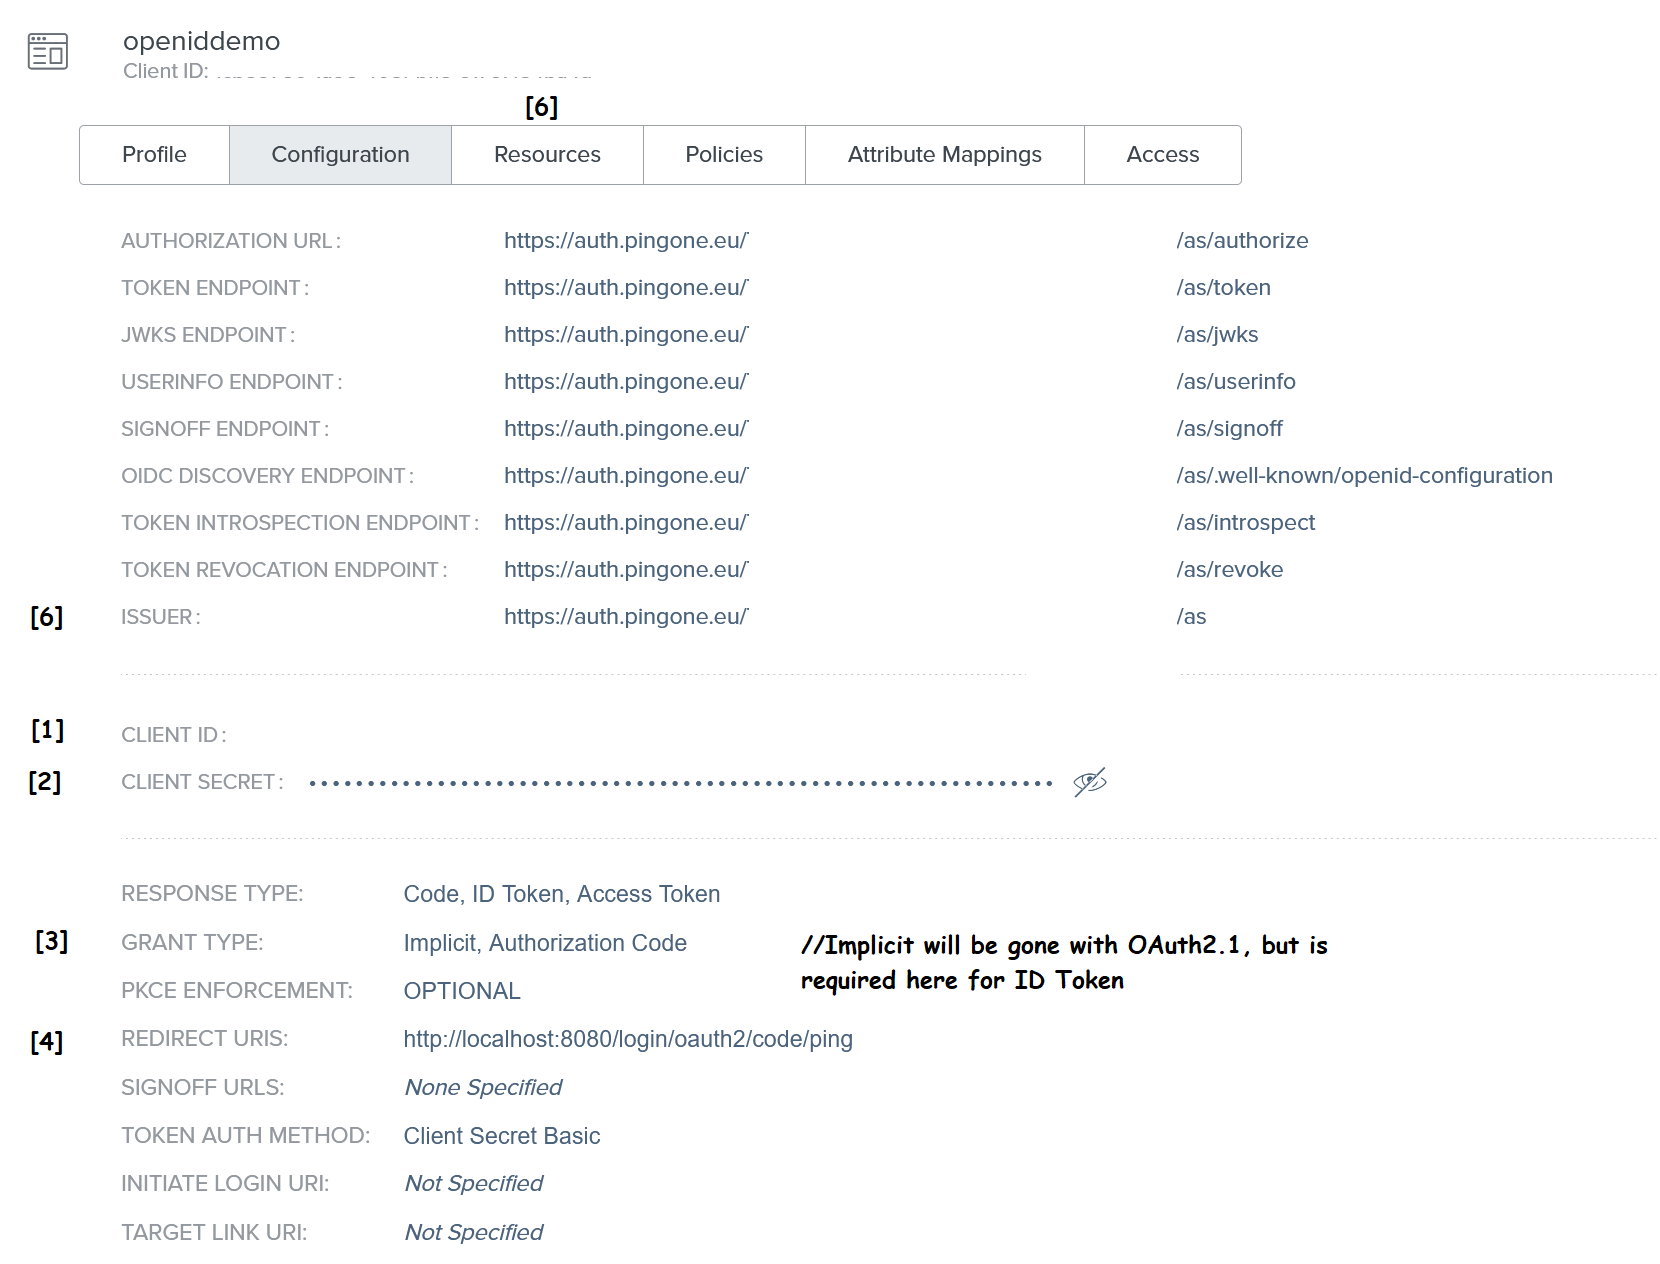 openiddemo
Client ID:
[6]
Profile Configuration Resources Policies Attribute Mappings Access
AUTHORIZATION URL: https://auth.pingone.eu/ /as/authorize
TOKEN ENDPOINT: https://auth.pingone.eu/ /as/token
JWKS ENDPOINT: https://auth.pingone.eu/ /as/jwks
USERINFO ENDPOINT: https://auth.pingone.eu/ /as/userinfo
SIGNOFF ENDPOINT: https://auth.pingone.eu/ /as/signoff
OIDC DISCOVERY ENDPOINT: https://auth.pingone.eu/ /as/.well-known/openid-configuration
TOKEN INTROSPECTION ENDPOINT: https://auth.pingone.eu/ /as/introspect
TOKEN REVOCATION ENDPOINT: https://auth.pingone.eu/ /as/revoke
[6] ISSUER: https://auth.pingone.eu/ /as
[1] CLIENT ID:
[2] CLIENT SECRET: ••••••••••••••••••••••••••••••••••••••••••••••••••••••••••••••••
RESPONSE TYPE: Code, ID Token, Access Token
[3] GRANT TYPE: Implicit, Authorization Code //Implicit will be gone with OAuth2.1, but is
required here for ID Token
PKCE ENFORCEMENT: OPTIONAL
[4] REDIRECT URIS: http://localhost:8080/login/oauth2/code/ping
SIGNOFF URLS: None Specified
TOKEN AUTH METHOD: Client Secret Basic
INITIATE LOGIN URI: Not Specified
TARGET LINK URI: Not Specified